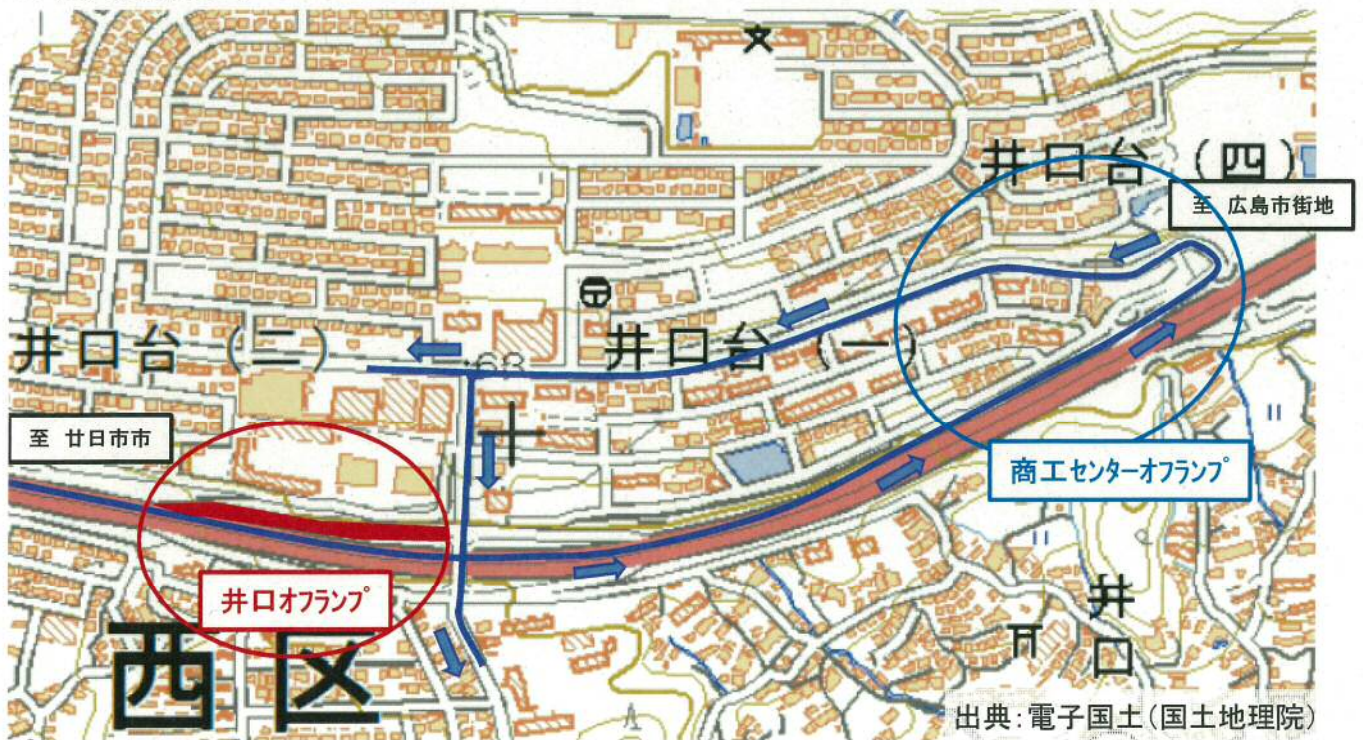 井口台(四)
至 広島市街地
井口台(二)
・63
井口台(一)
至 廿日市市
商工センターオフランプ
井口オフランプ
井口
西区
出典:電子国土(国土地理院)